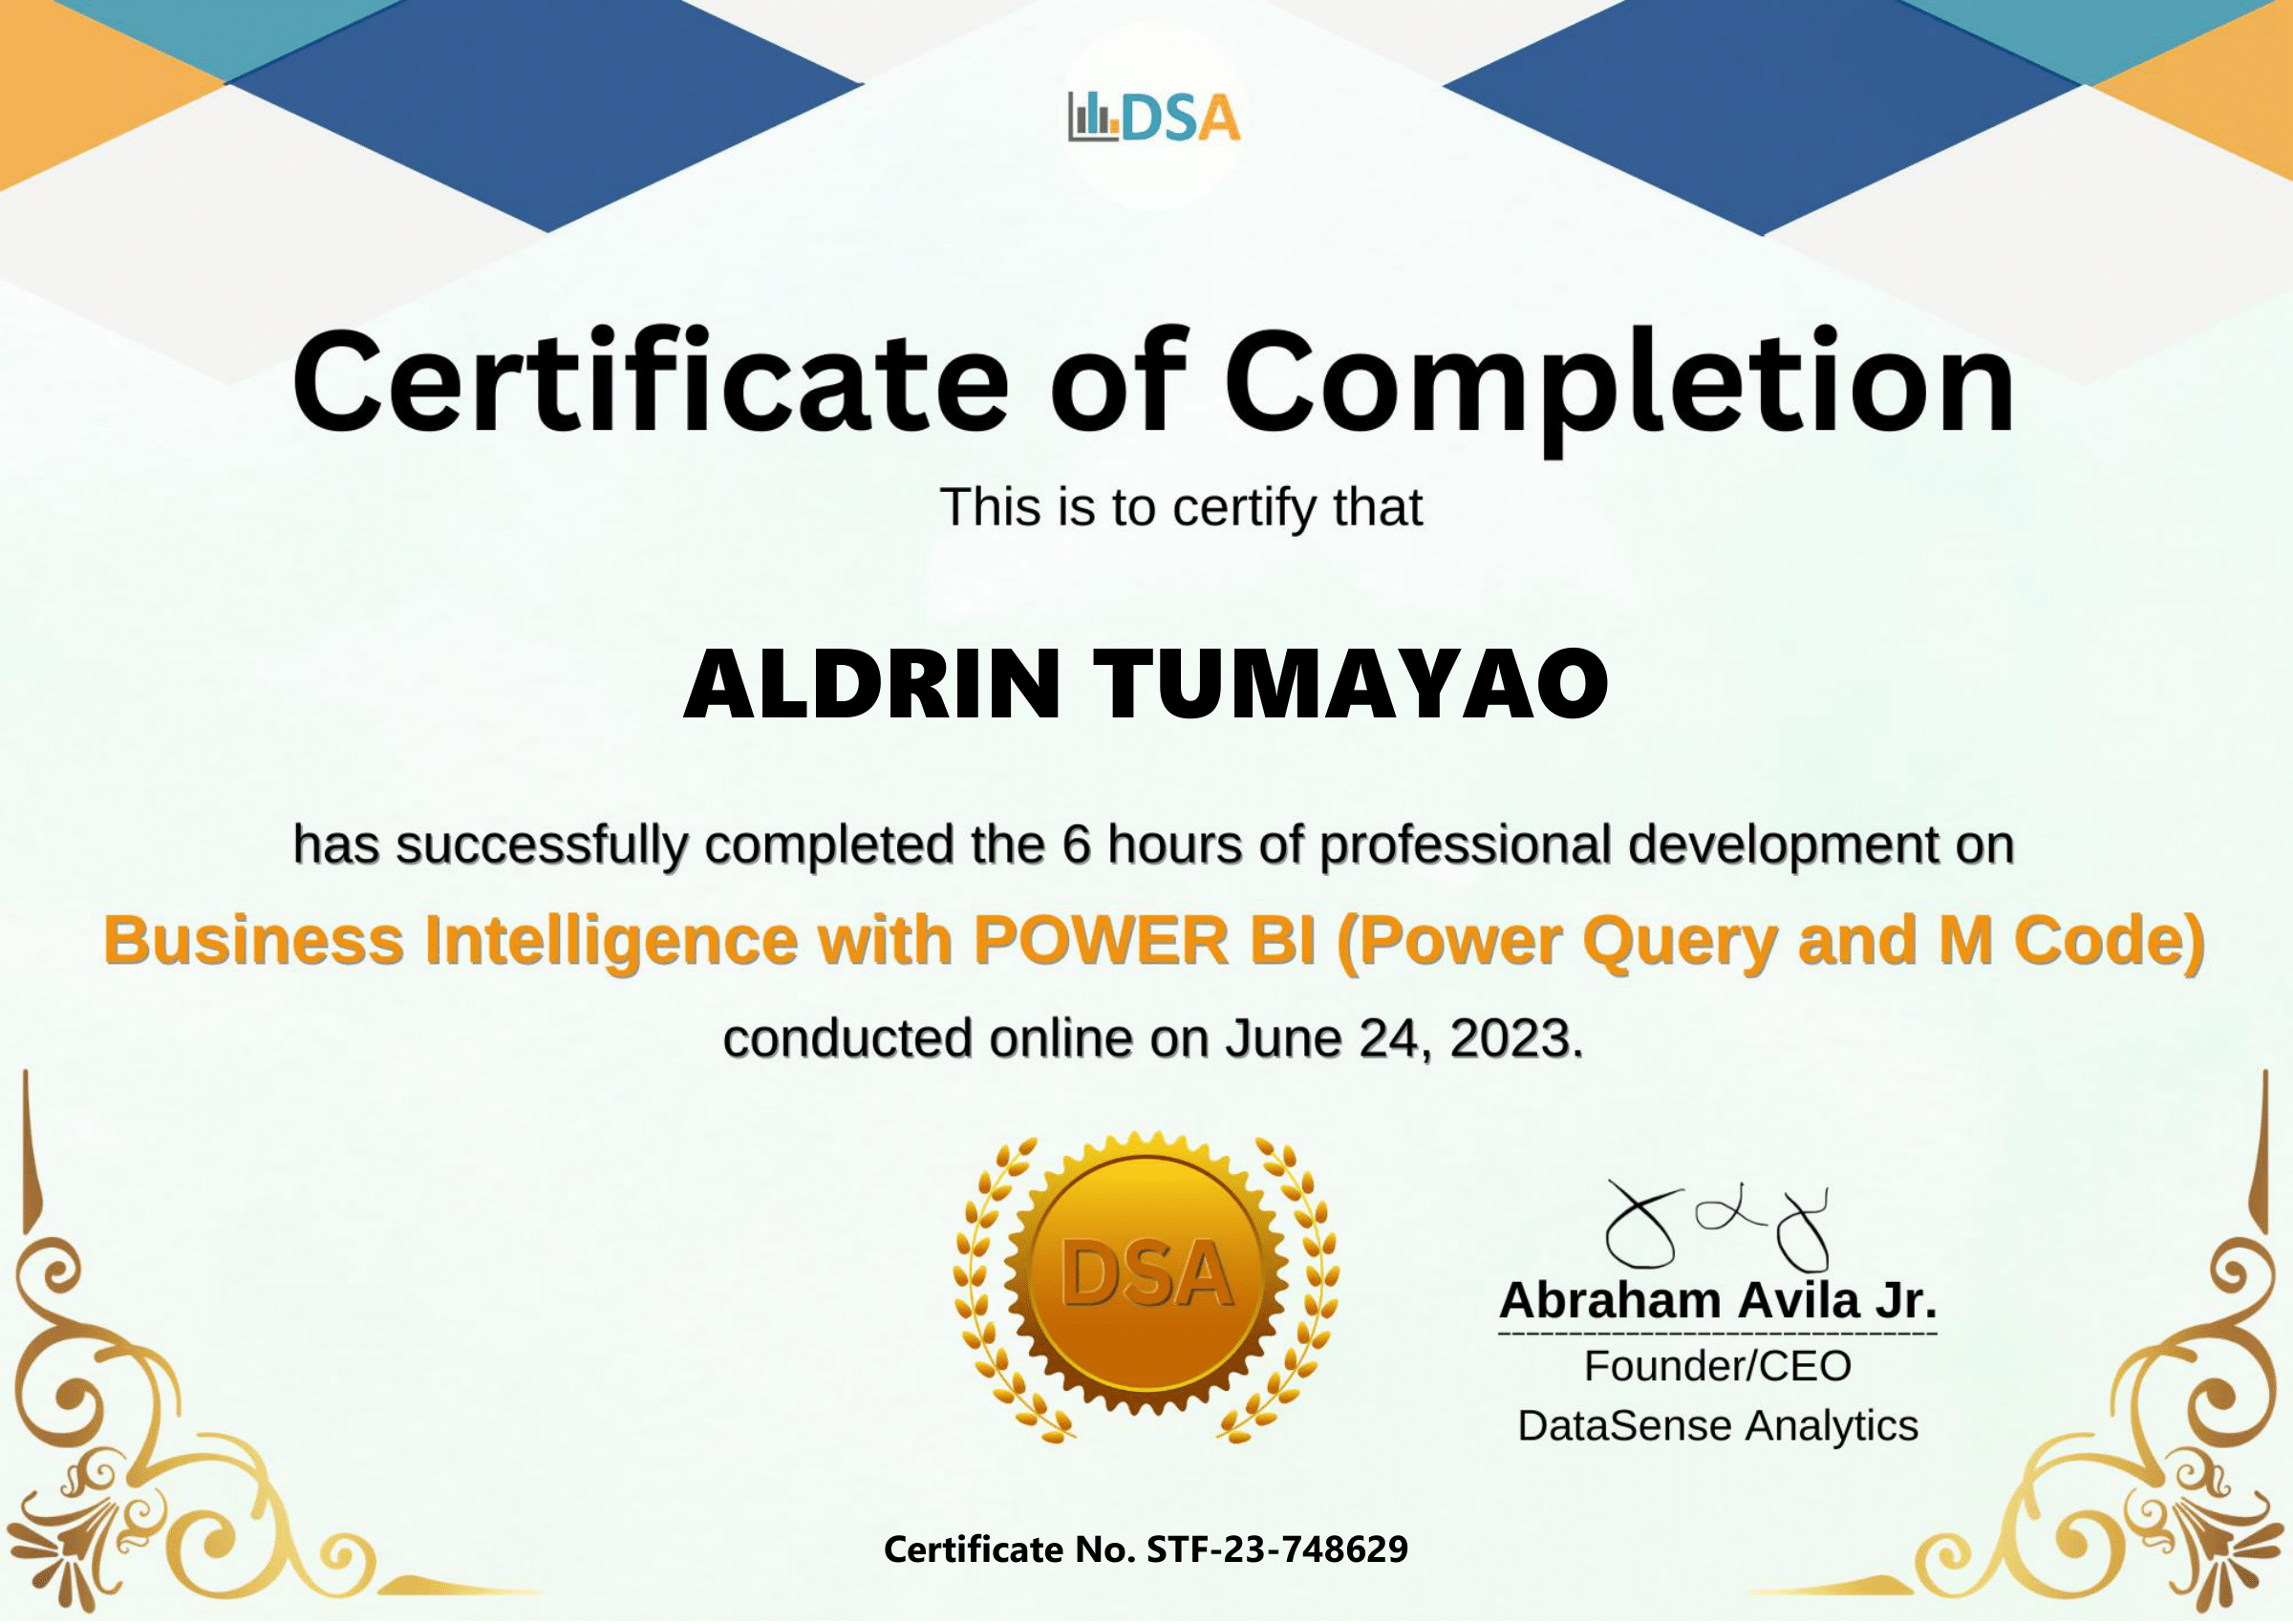 DSA
Certificate of Completion
This is to certify that
ALDRIN TUMAYAO
has successfully completed the 6 hours of professional development on
Business Intelligence with POWER BI (Power Query and M Code)
conducted online on June 24, 2023.
DSA
Abraham Avila Jr.
Founder/CEO
DataSense Analytics
Certificate No. STF-23-748629